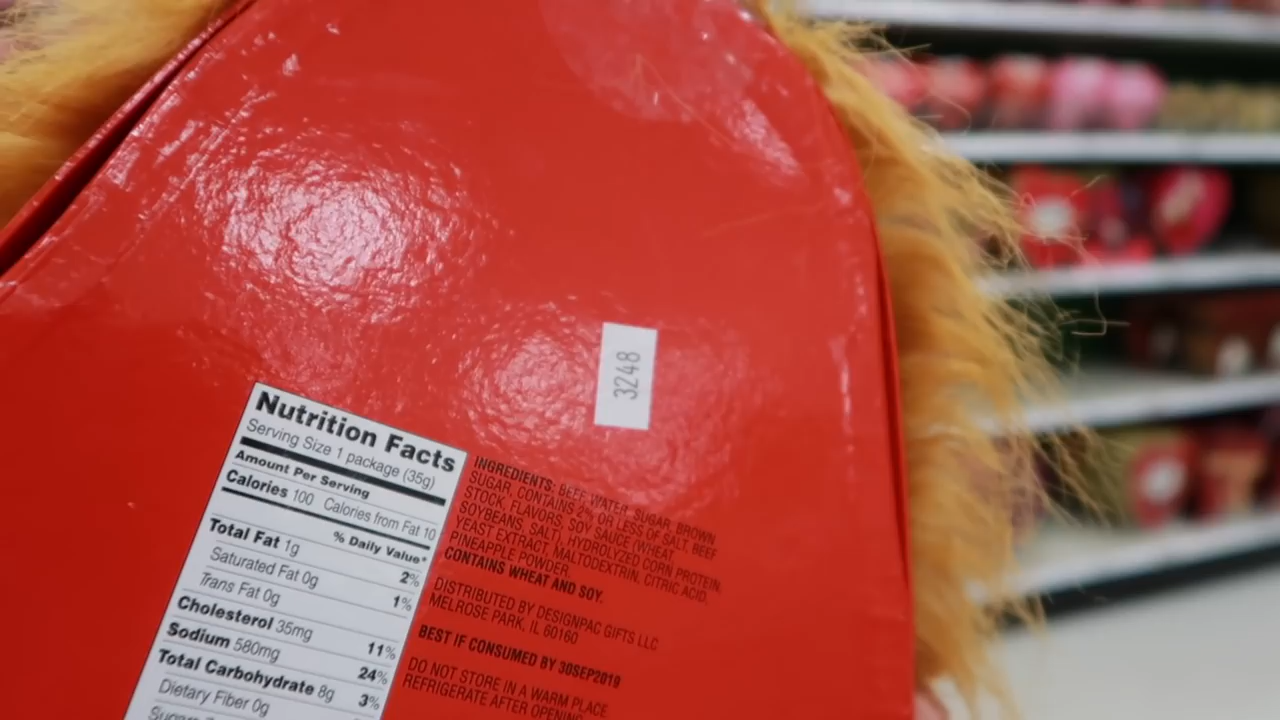 3248
Nutrition Facts
Serving Size 1 package (35g)
Amount Per Serving
Calories 100 Calories from Fat 10
% Daily Value*
Total Fat 1g 2%
Saturated Fat 0g 1%
Trans Fat 0g
Cholesterol 35mg 11%
Sodium 580mg 24%
Total Carbohydrate 8g 3%
Dietary Fiber 0g
Sugars
INGREDIENTS: BEEF, WATER, SUGAR, BROWN
SUGAR, CONTAINS 2% OR LESS OF SALT, BEEF
STOCK, FLAVORS, SOY SAUCE (WHEAT,
SOYBEANS, SALT), HYDROLYZED CORN PROTEIN,
YEAST EXTRACT, MALTODEXTRIN, CITRIC ACID,
PINEAPPLE POWDER.
CONTAINS WHEAT AND SOY.
DISTRIBUTED BY DESIGNPAC GIFTS LLC
MELROSE PARK, IL 60160
BEST IF CONSUMED BY 30SEP2019
DO NOT STORE IN A WARM PLACE
REFRIGERATE AFTER OPENING